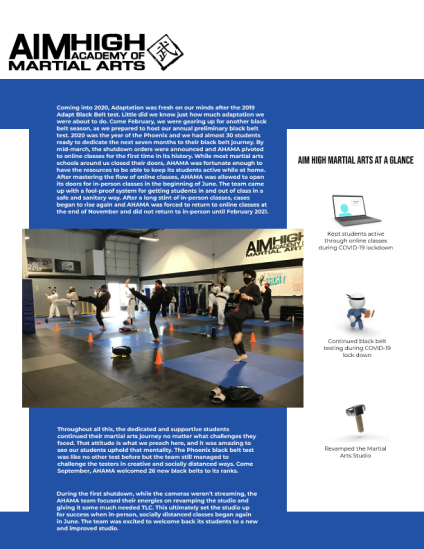 AIMHIGH
ACADEMY OF
MARTIAL ARTS
武
Coming into 2020, Adaptation was fresh on our minds after the 2019
Adapt Black Belt test. Little did we know just how much adaptation we
were about to do. Come February, we were gearing up for another black
belt season, as we prepared to host our annual preliminary black belt
test. 2020 was the year of the Phoenix and we had almost 30 students
ready to dedicate the next seven months to their black belt journey. By
mid-march, the shutdown orders were announced and AHAMA pivoted
to online classes for the first time in its history. While most martial arts
schools around us closed their doors, AHAMA was fortunate enough to
have the resources to be able to keep its students active while at home.
After mastering the flow of online classes, AHAMA was allowed to open
its doors for in-person classes in the beginning of June. The team came
up with a fool-proof system for getting students in and out of class in a
safe and sanitary way. After a long stint of in-person classes, cases
began to rise again and AHAMA was forced to return to online classes at
the end of November and did not return to in-person until February 2021.
AIM HIGH MARTIAL ARTS AT A GLANCE
Kept students active
through online classes
during COVID-19 lockdown
AIMHIGH
ACADEMY OF
MARTIAL ARTS
Continued black belt
testing during COVID-19
lock down
Throughout all this, the dedicated and supportive students
continued their martial arts journey no matter what challenges they
faced. That attitude is what we preach here, and it was amazing to
see our students uphold that mentality. The Phoenix black belt test
was like no other test before but the team still managed to
challenge the testers in creative and socially distanced ways. Come
September, AHAMA welcomed 26 new black belts to its ranks.
Revamped the Martial
Arts Studio
During the first shutdown, while the cameras weren't streaming, the
AHAMA team focused their energies on revamping the studio and
giving it some much needed TLC. This ultimately set the studio up
for success when in-person, socially distanced classes began again
in June. The team was excited to welcome back its students to a new
and improved studio.